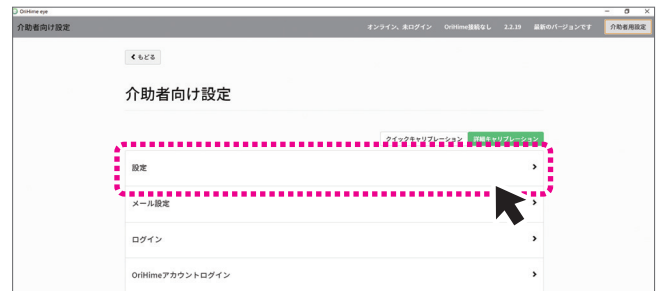 OriHime eye
介助者向け設定 オンライン、未ログイン OriHime接続なし 2.2.19 最新のバージョンです 介助者用設定
もどる
介助者向け設定
クイックキャリブレーション 詳細キャリブレーション
設定
メール設定
ログイン
OriHimeアカウントログイン